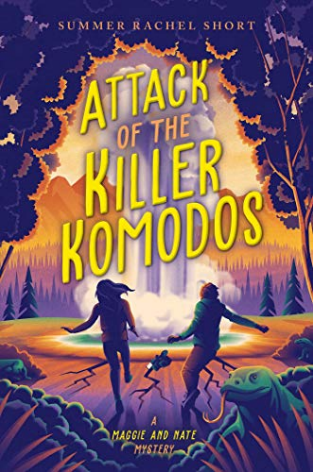 SUMMER RACHEL SHORT
ATTACK
OF THE
KILLER
KOMODOS
A
MAGGIE AND NATE
MYSTERY